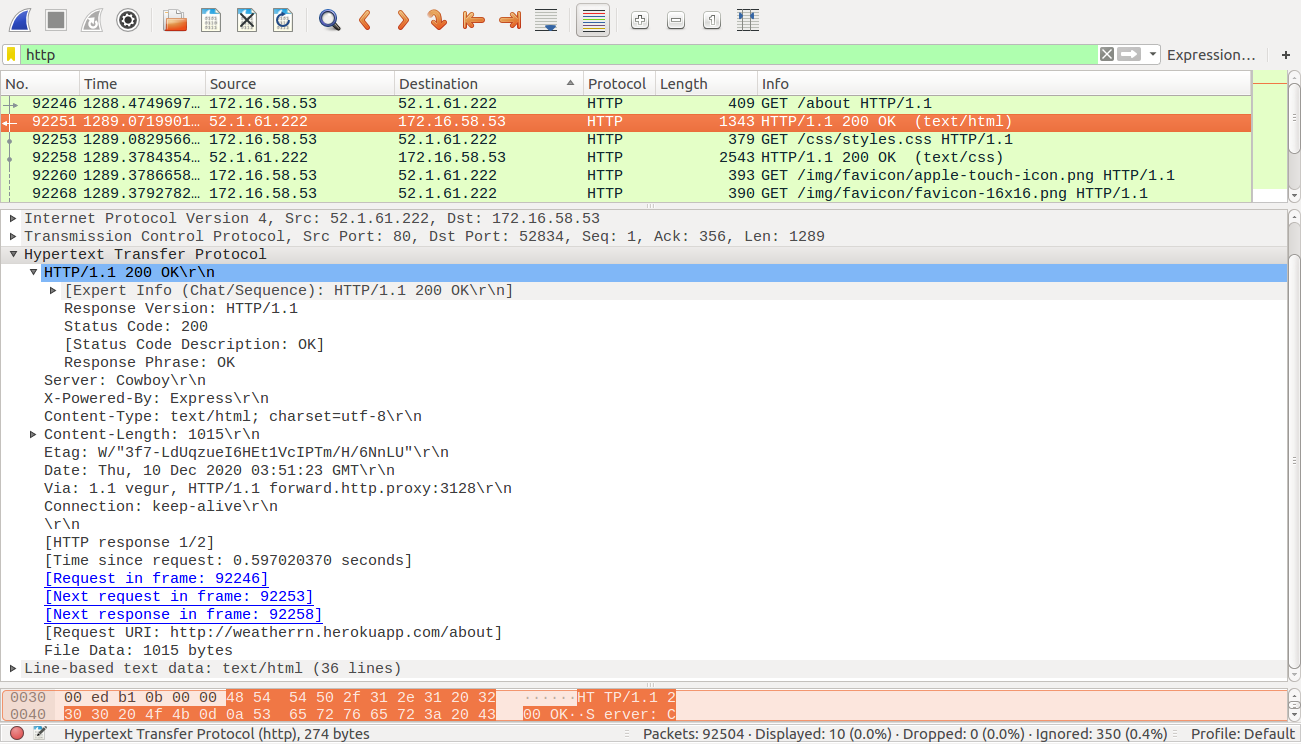 http Expression… +
No. Time Source Destination Protocol Length Info
92246 1288.4749697… 172.16.58.53 52.1.61.222 HTTP 409 GET /about HTTP/1.1
92251 1289.0719901… 52.1.61.222 172.16.58.53 HTTP 1343 HTTP/1.1 200 OK (text/html)
92253 1289.0829566… 172.16.58.53 52.1.61.222 HTTP 379 GET /css/styles.css HTTP/1.1
92258 1289.3784354… 52.1.61.222 172.16.58.53 HTTP 2543 HTTP/1.1 200 OK (text/css)
92260 1289.3786658… 172.16.58.53 52.1.61.222 HTTP 393 GET /img/favicon/apple-touch-icon.png HTTP/1.1
92268 1289.3792782… 172.16.58.53 52.1.61.222 HTTP 390 GET /img/favicon/favicon-16x16.png HTTP/1.1
Internet Protocol Version 4, Src: 52.1.61.222, Dst: 172.16.58.53
Transmission Control Protocol, Src Port: 80, Dst Port: 52834, Seq: 1, Ack: 356, Len: 1289
Hypertext Transfer Protocol
HTTP/1.1 200 OK\r\n
[Expert Info (Chat/Sequence): HTTP/1.1 200 OK\r\n]
Response Version: HTTP/1.1
Status Code: 200
[Status Code Description: OK]
Response Phrase: OK
Server: Cowboy\r\n
X-Powered-By: Express\r\n
Content-Type: text/html; charset=utf-8\r\n
Content-Length: 1015\r\n
Etag: W/"3f7-LdUqzueI6HEt1VcIPTm/H/6NnLU"\r\n
Date: Thu, 10 Dec 2020 03:51:23 GMT\r\n
Via: 1.1 vegur, HTTP/1.1 forward.http.proxy:3128\r\n
Connection: keep-alive\r\n
\r\n
[HTTP response 1/2]
[Time since request: 0.597020370 seconds]
[Request in frame: 92246]
[Next request in frame: 92253]
[Next response in frame: 92258]
[Request URI: http://weatherrn.herokuapp.com/about]
File Data: 1015 bytes
Line-based text data: text/html (36 lines)
0030 00 ed b1 0b 00 00 48 54 54 50 2f 31 2e 31 20 32 ······HT TP/1.1 2
0040 30 30 20 4f 4b 0d 0a 53 65 72 76 65 72 3a 20 43 00 OK··S erver: C
Hypertext Transfer Protocol (http), 274 bytes Packets: 92504 · Displayed: 10 (0.0%) · Dropped: 0 (0.0%) · Ignored: 350 (0.4%) Profile: Default